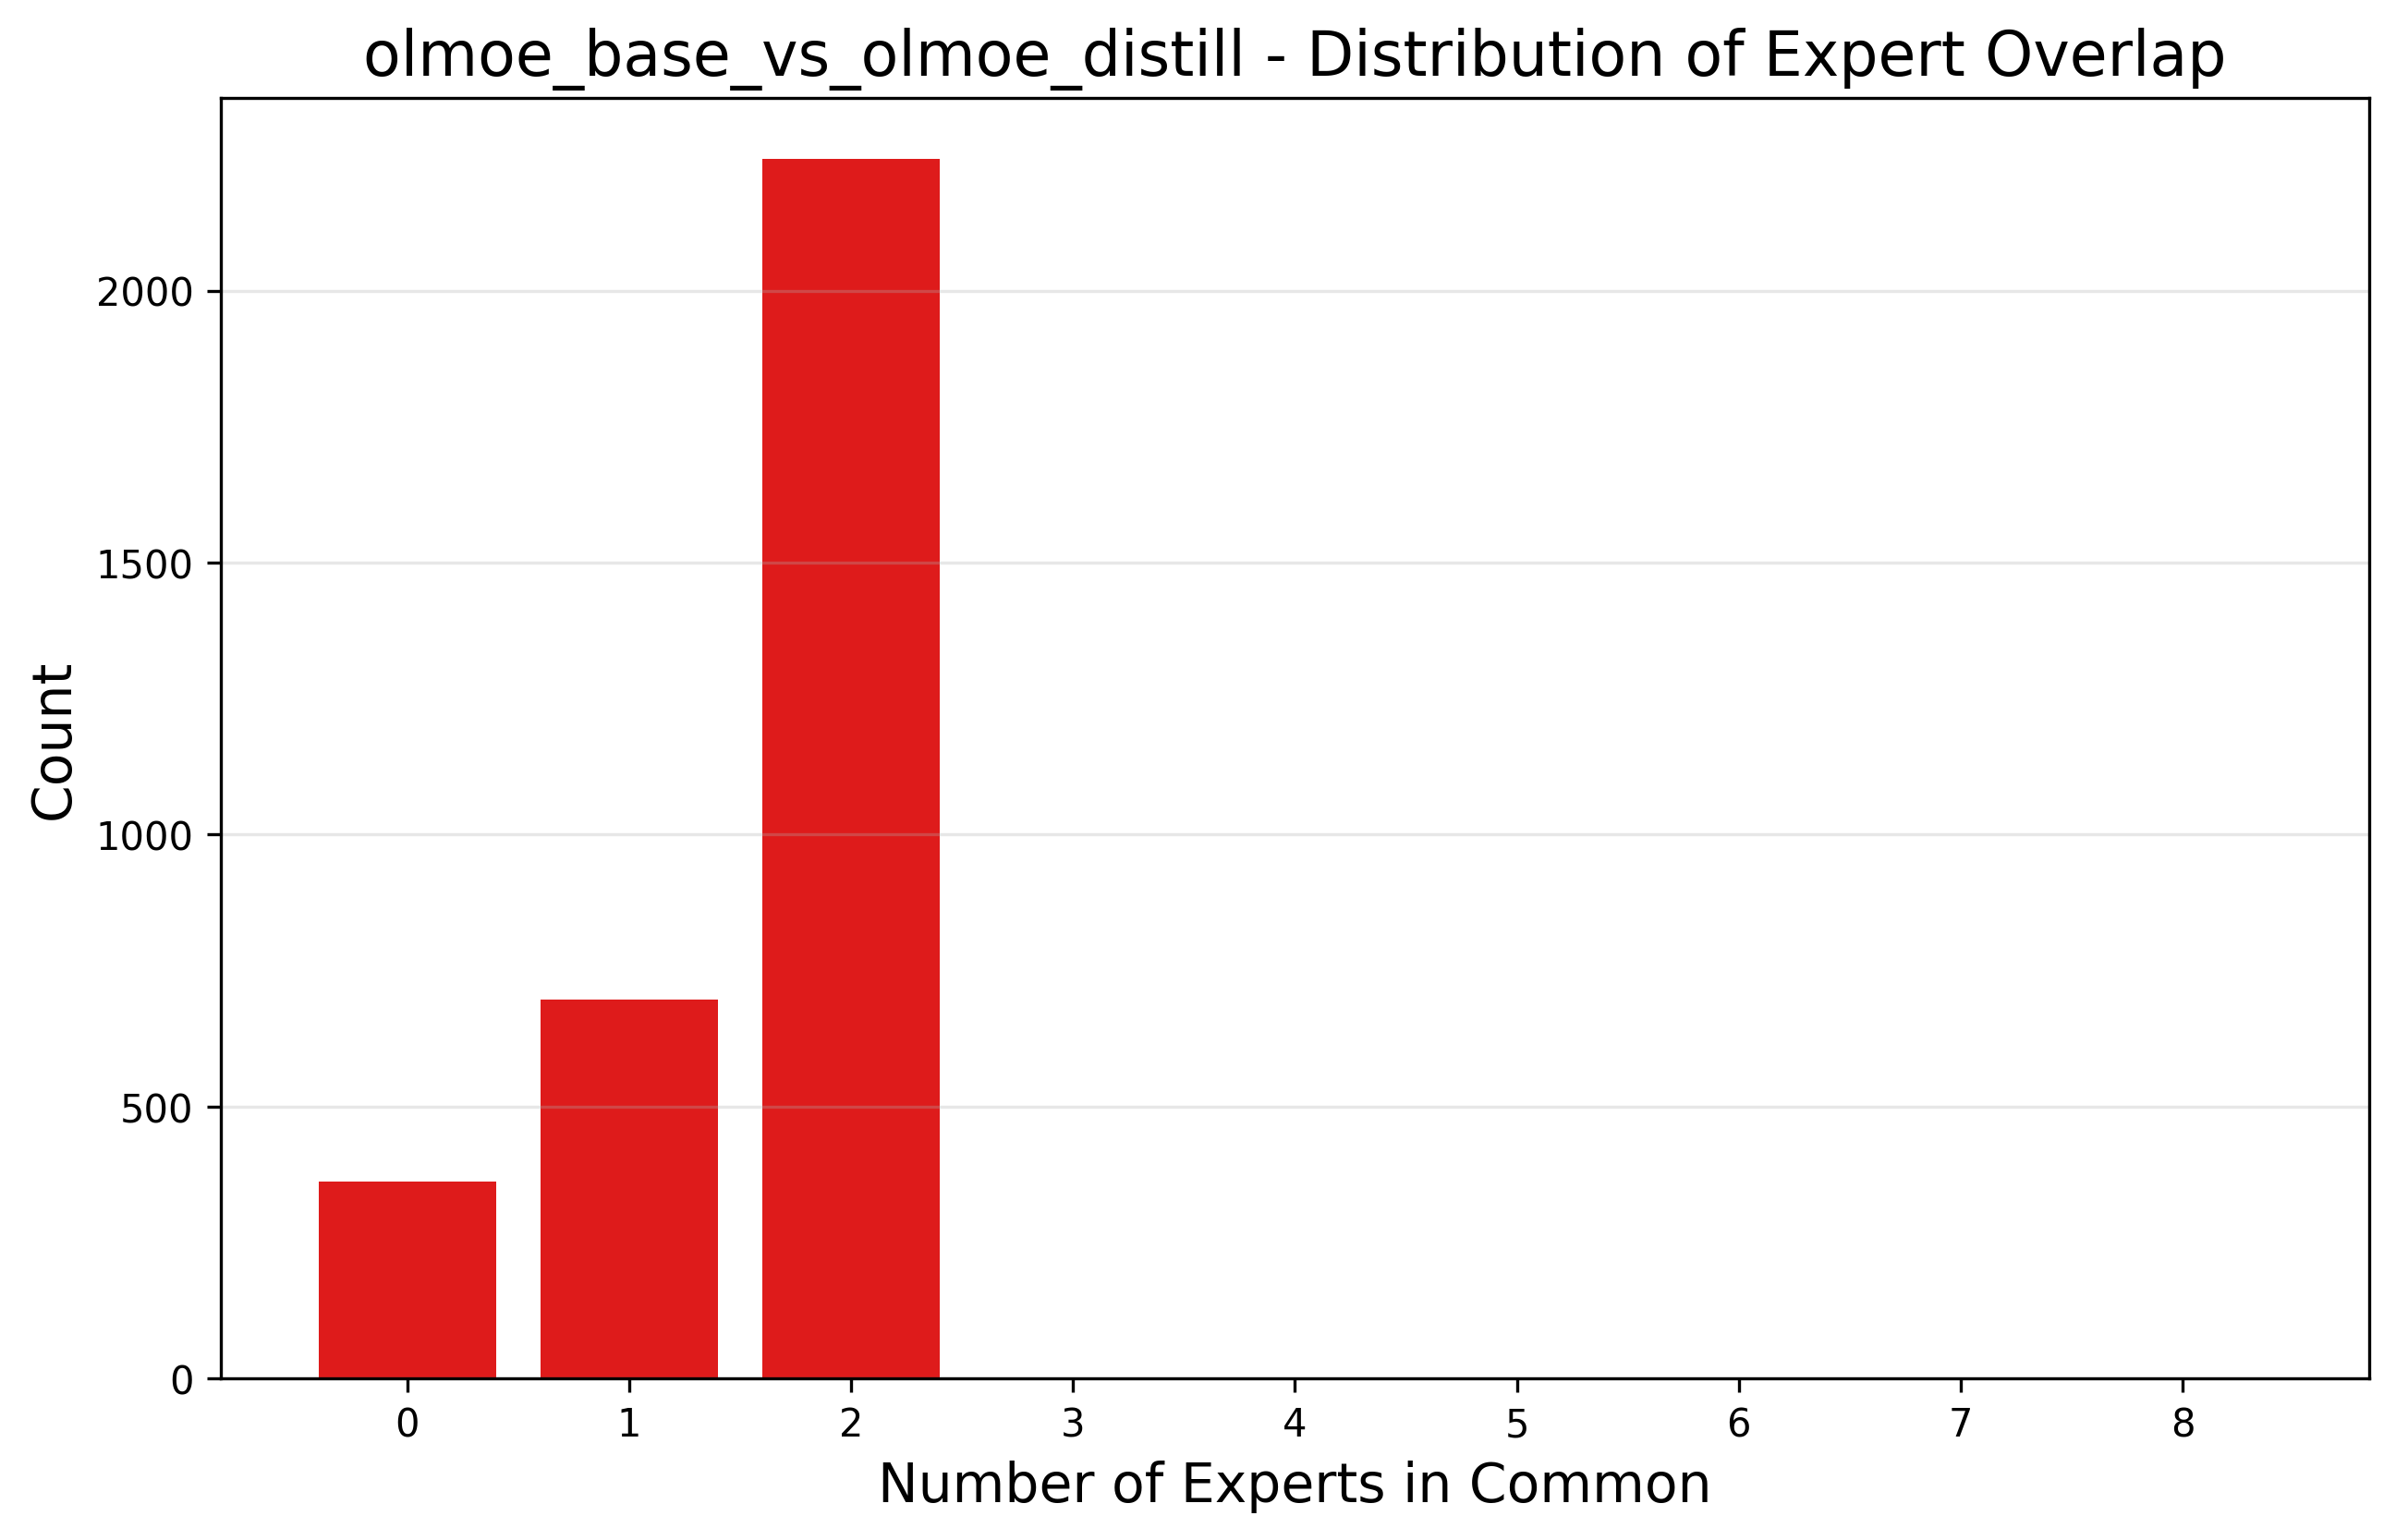 olmoe_base_vs_olmoe_distill - Distribution of Expert Overlap
2000
1500
1000
500
0
Count
0 1 2 3 4 5 6 7 8
Number of Experts in Common